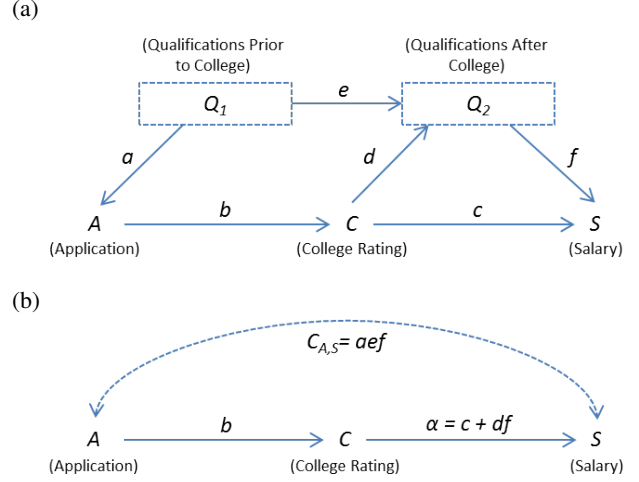 (a)
(Qualifications Prior
to College)
(Qualifications After
College)
Q1
e
Q2
a
d
f
A
b
C
c
S
(Application)
(College Rating)
(Salary)
(b)
CA,S= aef
A
b
C
α = c + df
S
(Application)
(College Rating)
(Salary)